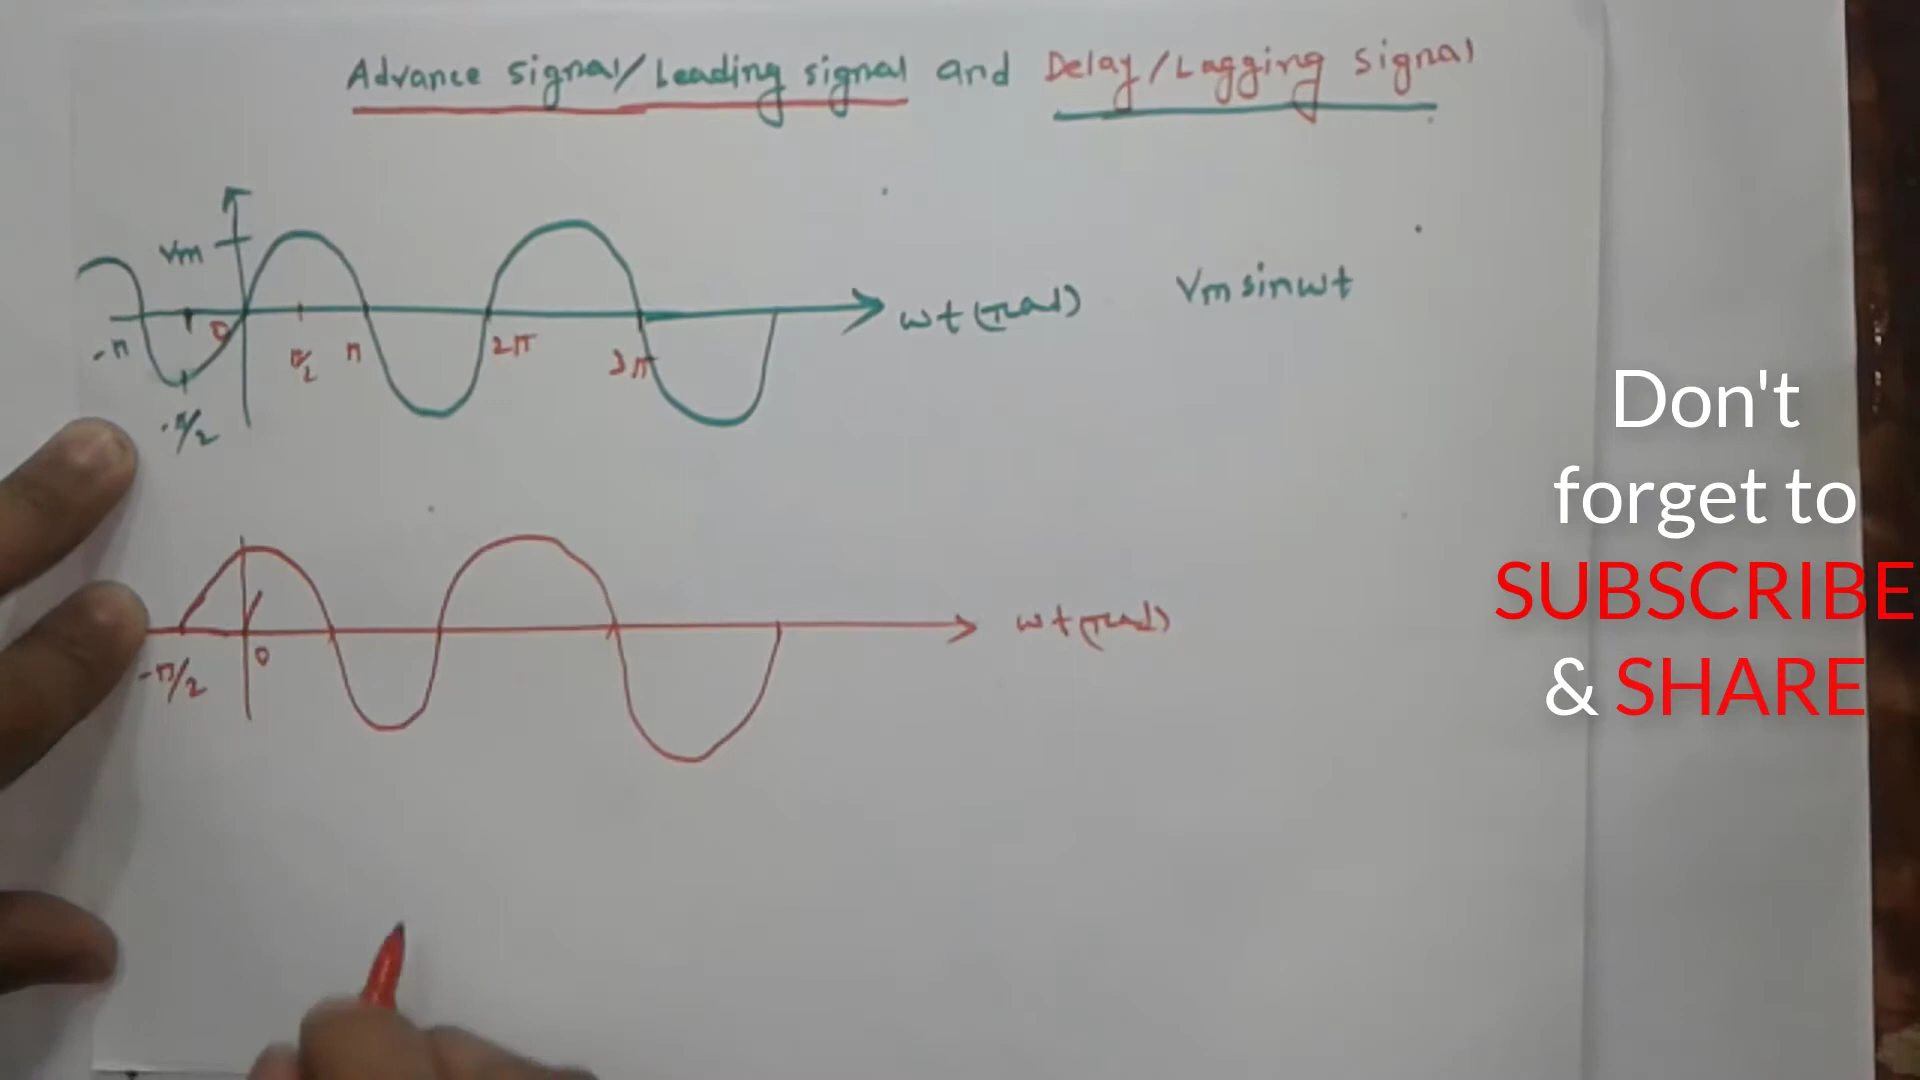 Advance signal/Leading signal and Delay/Lagging signal
Vm
-π
0
π/2
π
2π
3π
-π/2
wt (rad)
Vm sinwt
-π/2
0
wt (rad)
Don't
forget to
SUBSCRIBE
& SHARE